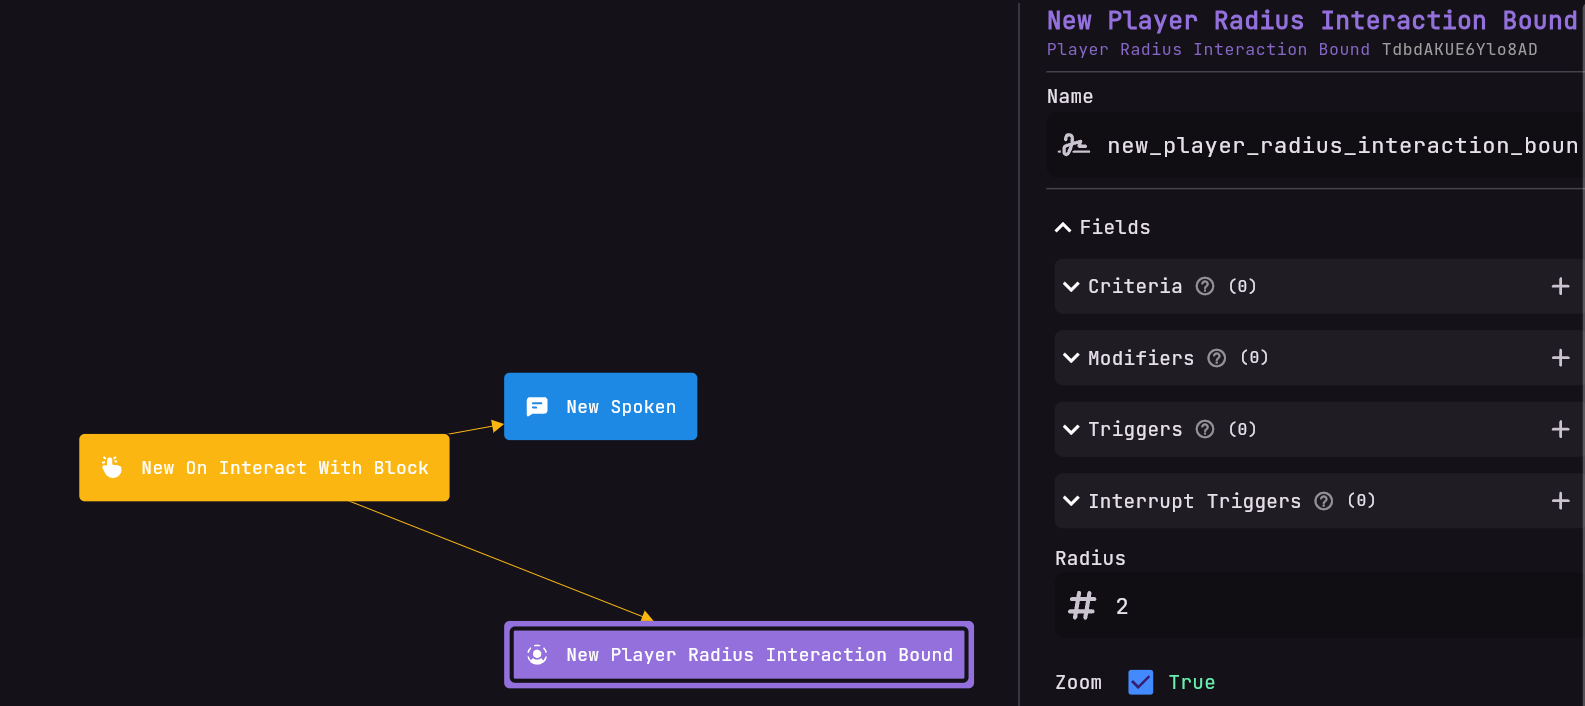 New Spoken
New On Interact With Block
New Player Radius Interaction Bound
New Player Radius Interaction Bound
Player Radius Interaction Bound TdbdAKUE6Ylo8AD
Name
new_player_radius_interaction_boun
Fields
Criteria (0)
Modifiers (0)
Triggers (0)
Interrupt Triggers (0)
Radius
2
Zoom True